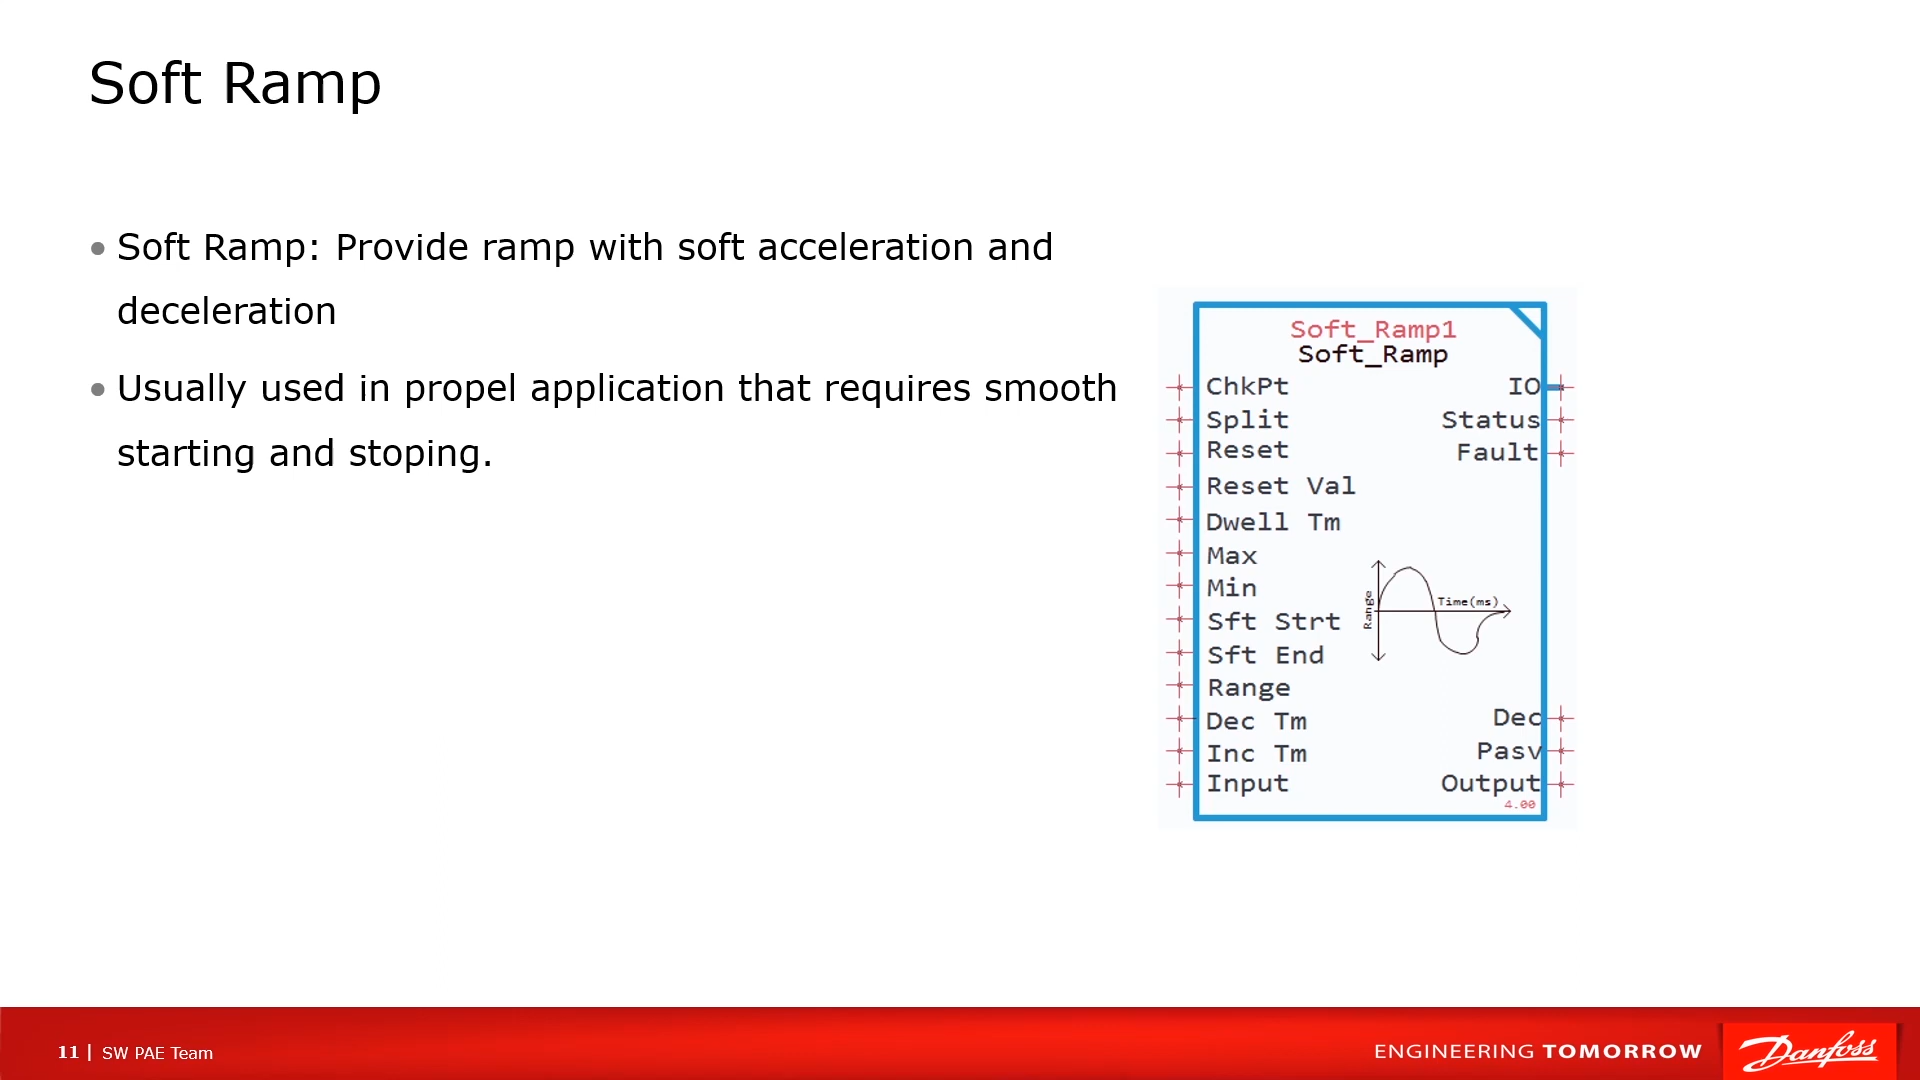 Soft Ramp
• Soft Ramp: Provide ramp with soft acceleration and
deceleration
• Usually used in propel application that requires smooth
starting and stoping.
Soft_Ramp1
Soft_Ramp
ChkPt IO
Split Status
Reset Fault
Reset Val
Dwell Tm
Max
Min
Sft Strt
Sft End
Range
Time(ms)
Range
Dec Tm Dec
Inc Tm Pasv
Input Output
4.00
11 | SW PAE Team
ENGINEERING TOMORROW
Danfoss